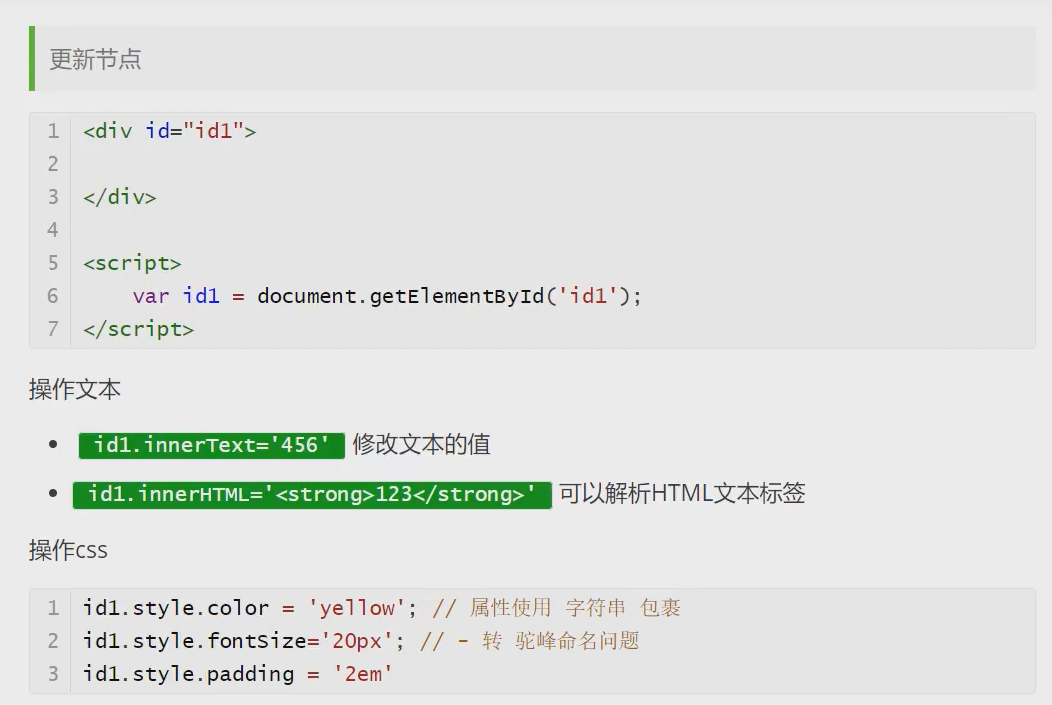 更新节点
1 <div id="id1">
2
3 </div>
4
5 <script>
6     var id1 = document.getElementById('id1');
7 </script>
操作文本
• id1.innerText='456' 修改文本的值
• id1.innerHTML='<strong>123</strong>' 可以解析HTML文本标签
操作css
1 id1.style.color = 'yellow'; // 属性使用 字符串 包裹
2 id1.style.fontSize='20px'; // - 转 驼峰命名问题
3 id1.style.padding = '2em'